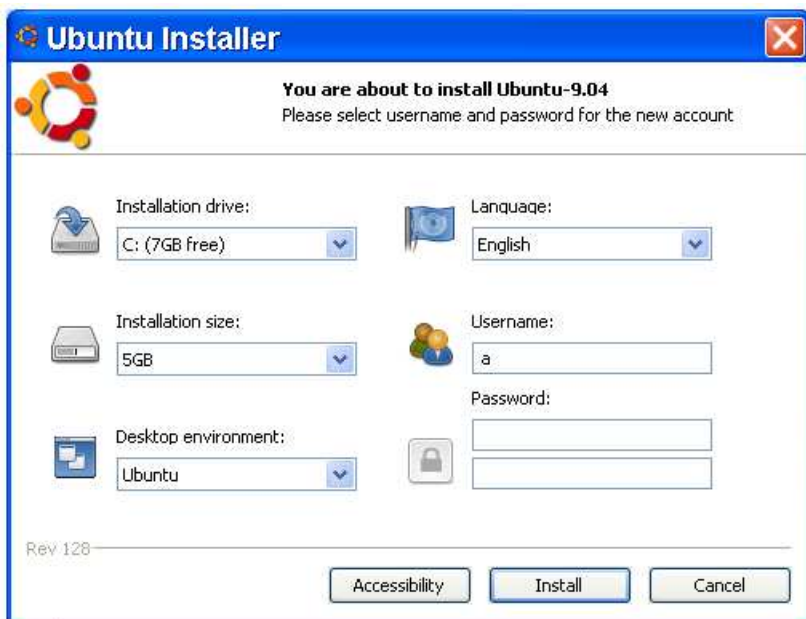 Ubuntu Installer
You are about to install Ubuntu-9.04
Please select username and password for the new account
Installation drive:
C: (7GB free)
Language:
English
Installation size:
5GB
Username:
a
Password:
Desktop environment:
Ubuntu
Rev 128
Accessibility
Install
Cancel